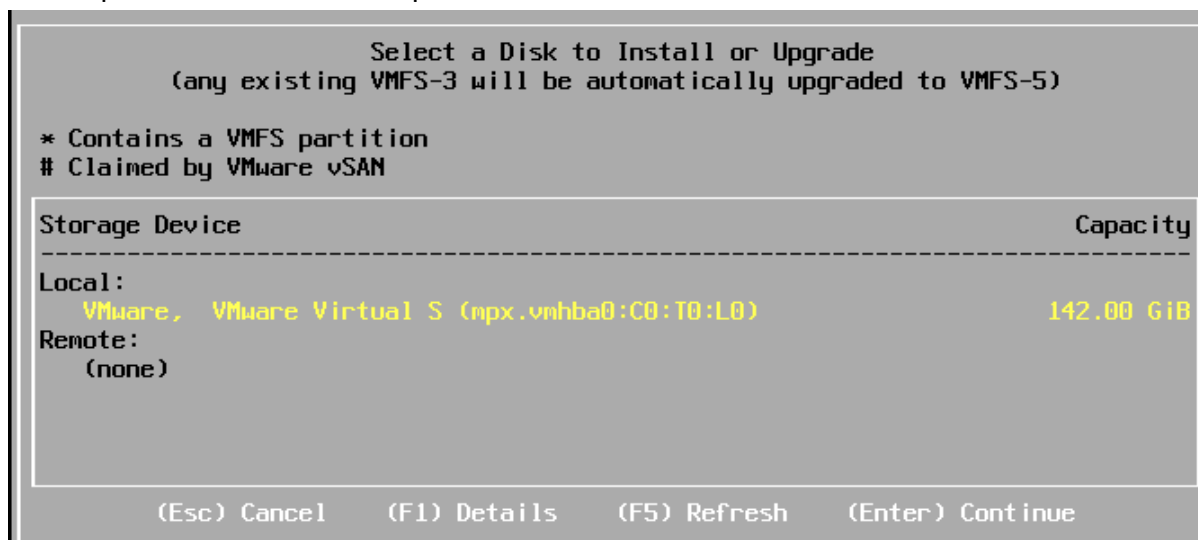 Select a Disk to Install or Upgrade
(any existing VMFS-3 will be automatically upgraded to VMFS-5)
* Contains a VMFS partition
# Claimed by VMware vSAN
Storage Device Capacity
--------------------------------------------------------------------------
Local:
VMware, VMware Virtual S (mpx.vmhba0:C0:T0:L0) 142.00 GiB
Remote:
(none)
(Esc) Cancel (F1) Details (F5) Refresh (Enter) Continue